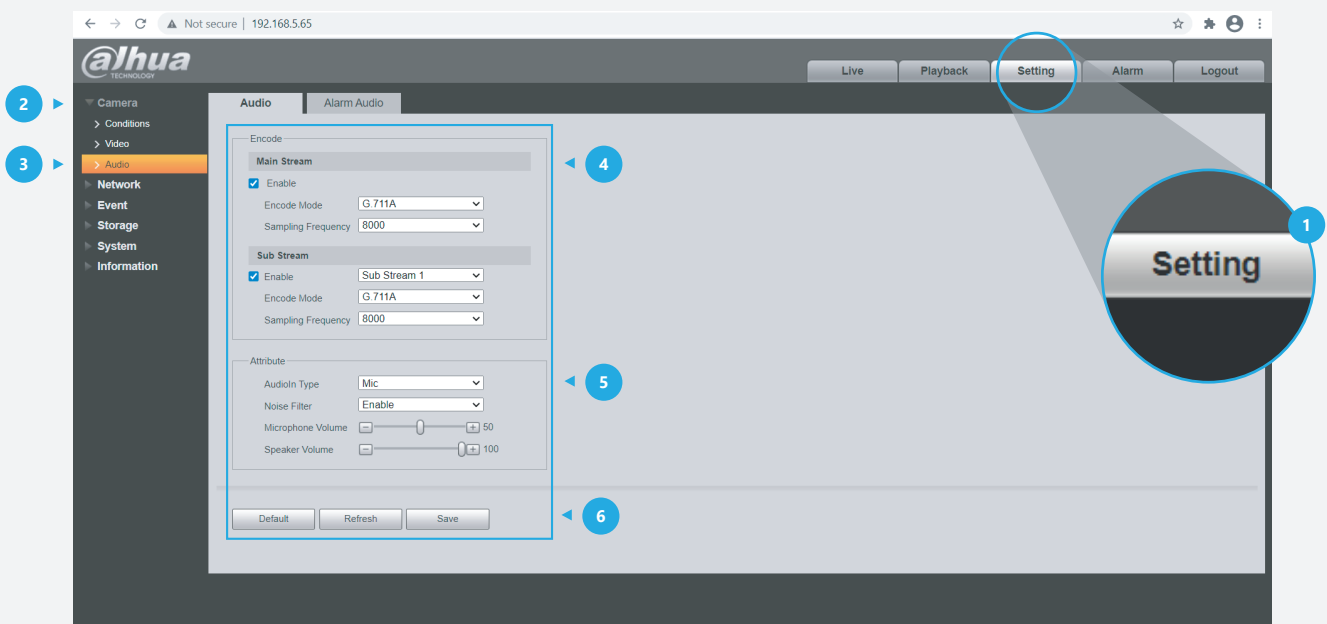 Not secure | 192.168.5.65
alhua
TECHNOLOGY
Live Playback Setting Alarm Logout
2
Camera
Audio Alarm Audio
Conditions
Video
3
Audio
Network
Event
Storage
System
Information
Encode
Main Stream
4
Enable
Encode Mode G.711A
Sampling Frequency 8000
Sub Stream
Enable Sub Stream 1
Encode Mode G.711A
Sampling Frequency 8000
Attribute
AudioIn Type Mic
5
Noise Filter Enable
Microphone Volume 50
Speaker Volume 100
Default Refresh Save
6
1
Setting